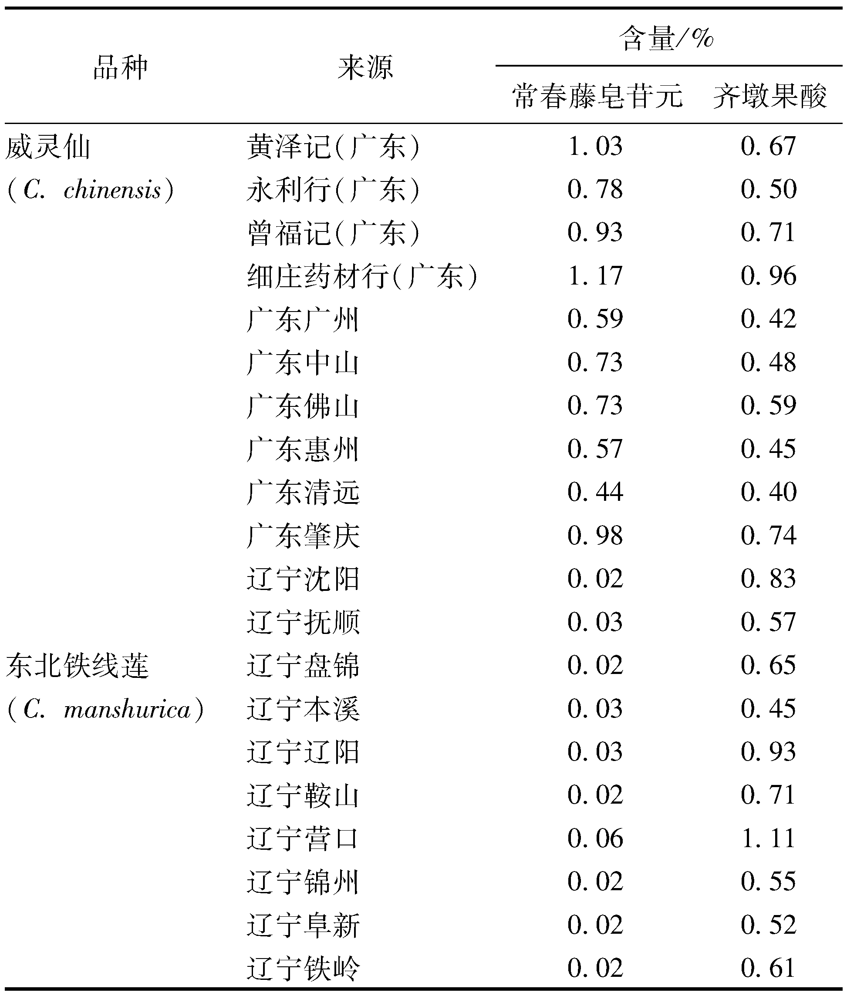 品种 来源 含量/%
常春藤皂苷元 齐墩果酸
威灵仙 黄泽记(广东) 1.03 0.67
(C. chinensis) 永利行(广东) 0.78 0.50
曾福记(广东) 0.93 0.71
细庄药材行(广东) 1.17 0.96
广东广州 0.59 0.42
广东中山 0.73 0.48
广东佛山 0.73 0.59
广东惠州 0.57 0.45
广东清远 0.44 0.40
广东肇庆 0.98 0.74
辽宁沈阳 0.02 0.83
辽宁抚顺 0.03 0.57
东北铁线莲 辽宁盘锦 0.02 0.65
(C. manshurica) 辽宁本溪 0.03 0.45
辽宁辽阳 0.03 0.93
辽宁鞍山 0.02 0.71
辽宁营口 0.06 1.11
辽宁锦州 0.02 0.55
辽宁阜新 0.02 0.52
辽宁铁岭 0.02 0.61